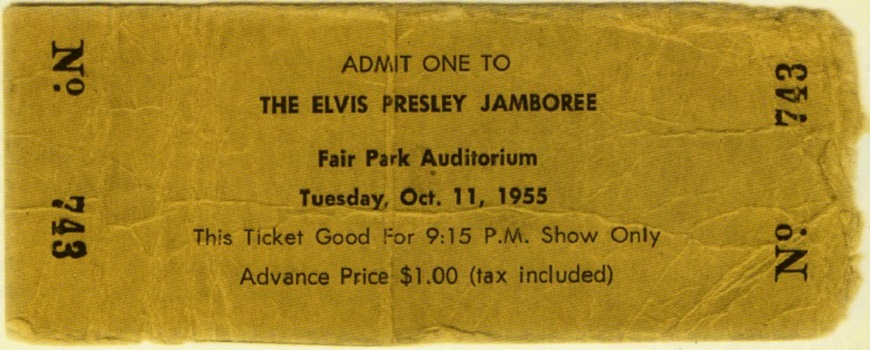 No. 743
ADMIT ONE TO
THE ELVIS PRESLEY JAMBOREE
Fair Park Auditorium
Tuesday, Oct. 11, 1955
This Ticket Good For 9:15 P.M. Show Only
Advance Price $1.00 (tax included)
No. 743